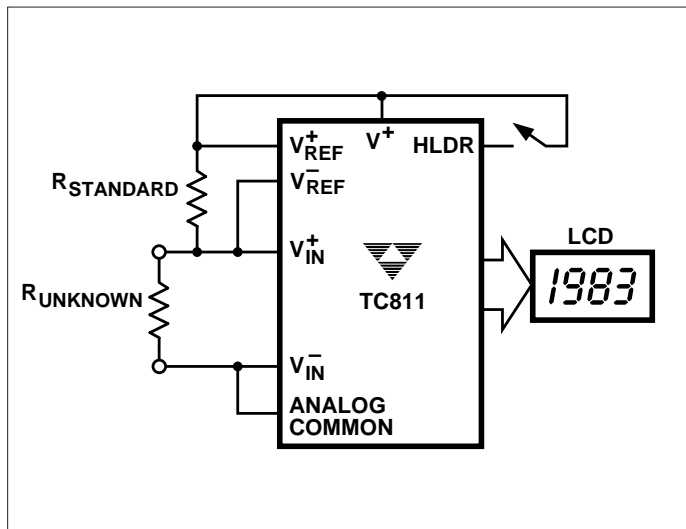 V+REF
V+
HLDR
RSTANDARD
V−REF
V+IN
LCD
1983
TC811
RUNKNOWN
V−IN
ANALOG
COMMON